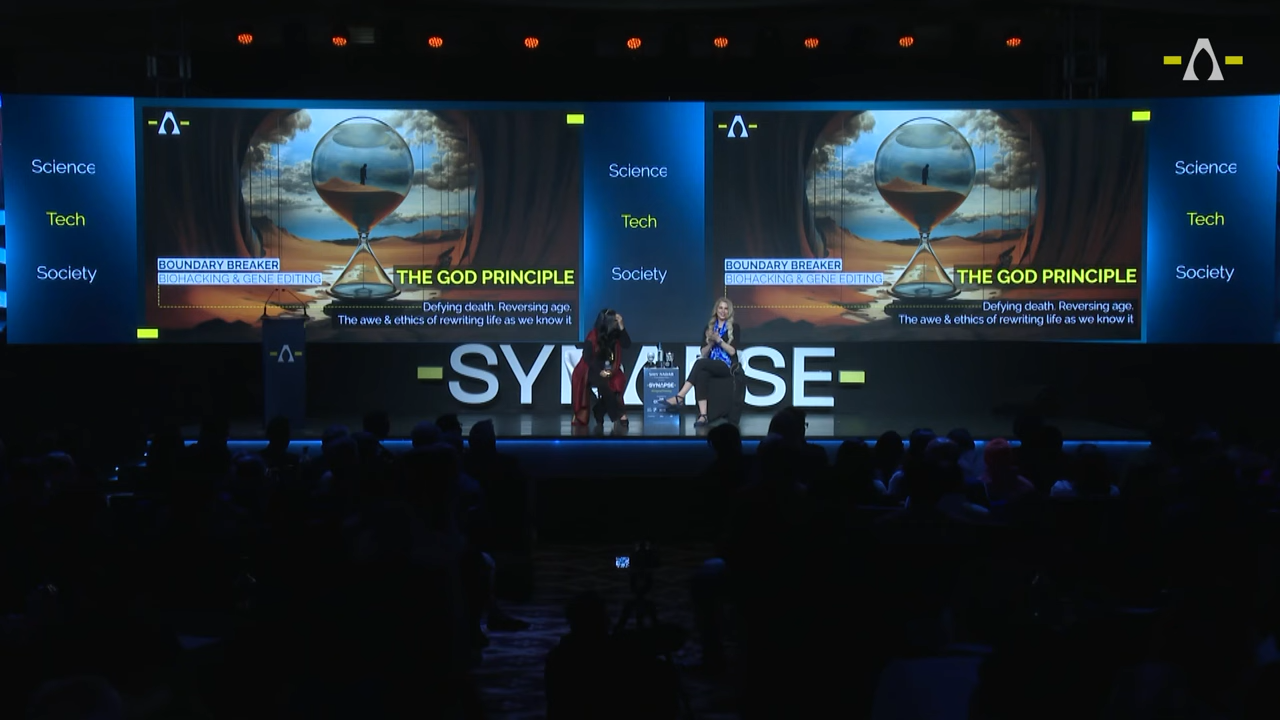 Science
Tech
Society
BOUNDARY BREAKER
BIOHACKING & GENE EDITING
THE GOD PRINCIPLE
Defying death. Reversing age.
The awe & ethics of rewriting life as we know it
Science
Tech
Society
BOUNDARY BREAKER
BIOHACKING & GENE EDITING
THE GOD PRINCIPLE
Defying death. Reversing age.
The awe & ethics of rewriting life as we know it
Science
Tech
Society
SYNAPSE
SYNAPSE